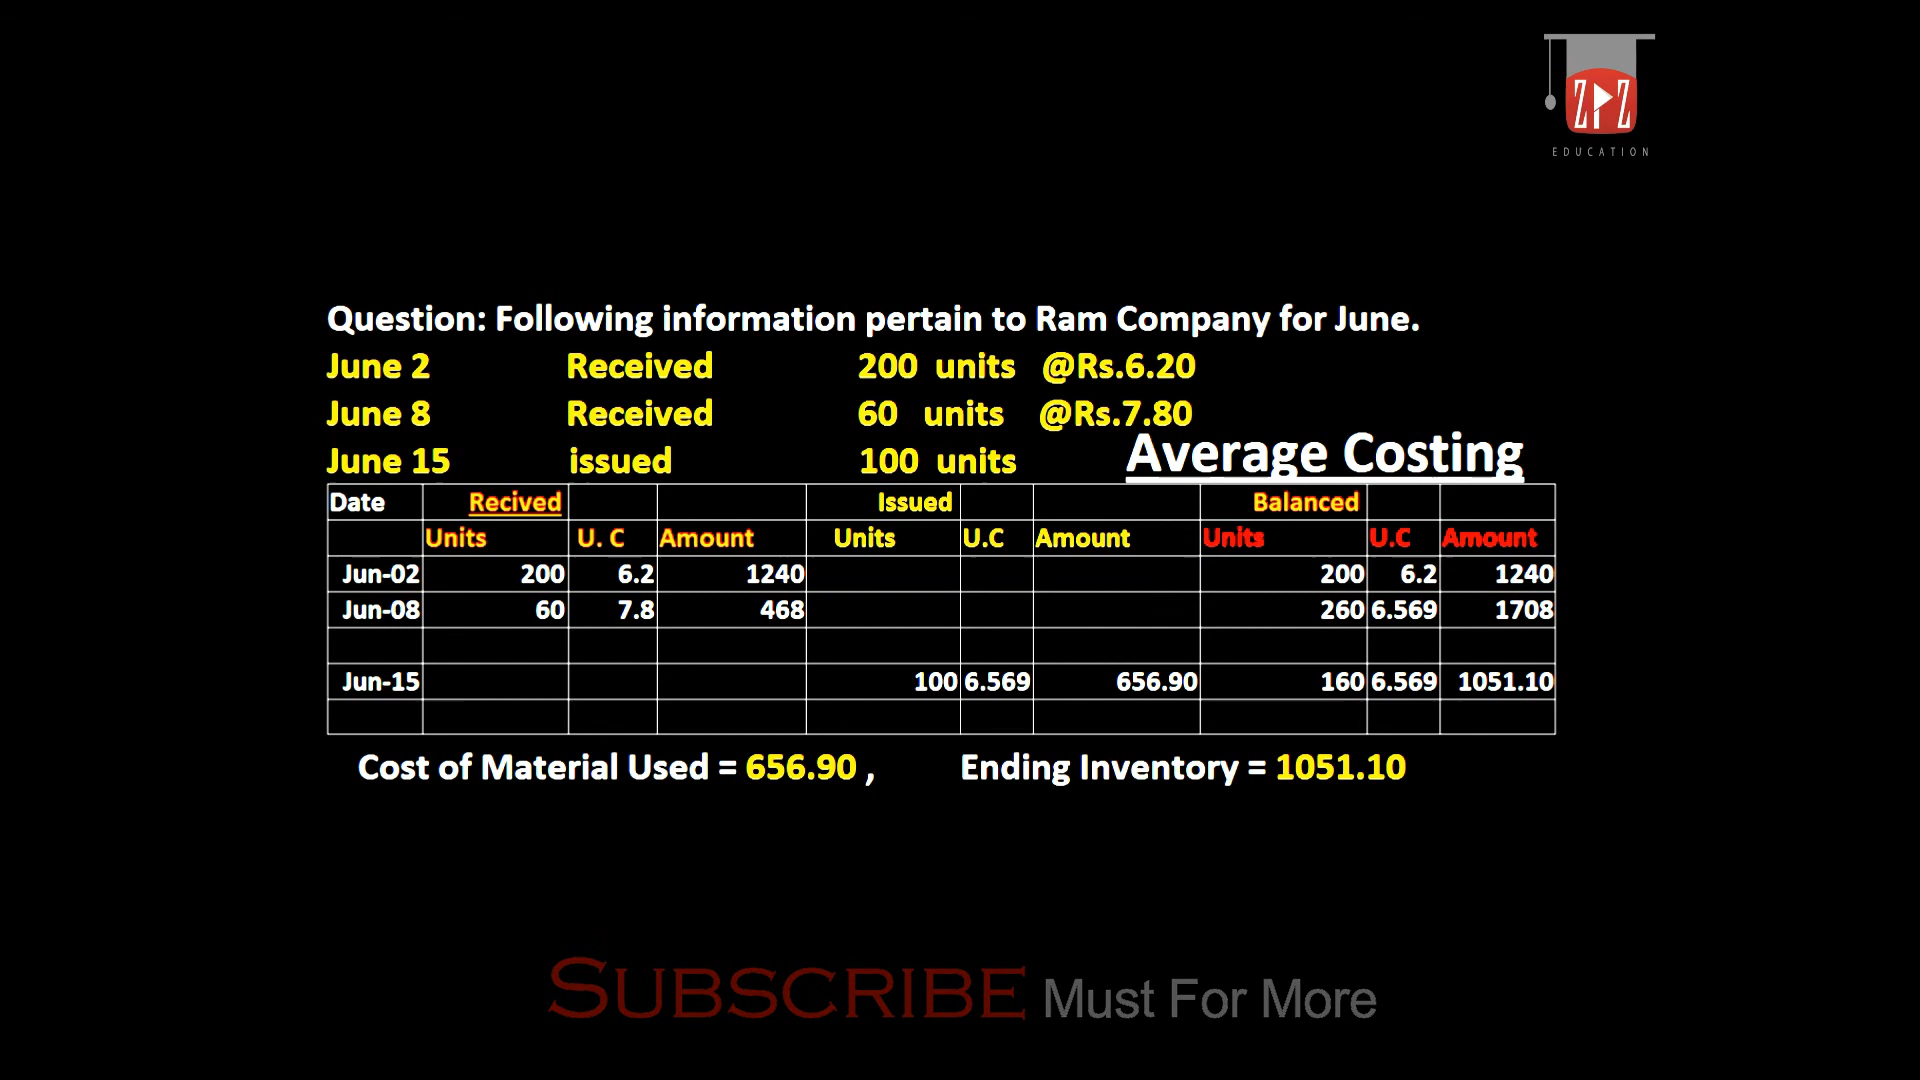 ZPZ
EDUCATION
Question: Following information pertain to Ram Company for June.
June 2 Received 200 units @Rs.6.20
June 8 Received 60 units @Rs.7.80
June 15 issued 100 units
Average Costing
Date Recived Issued Balanced
Units U. C Amount Units U.C Amount Units U.C Amount
Jun-02 200 6.2 1240 200 6.2 1240
Jun-08 60 7.8 468 260 6.569 1708
Jun-15 100 6.569 656.90 160 6.569 1051.10
Cost of Material Used = 656.90 , Ending Inventory = 1051.10
SUBSCRIBE Must For More